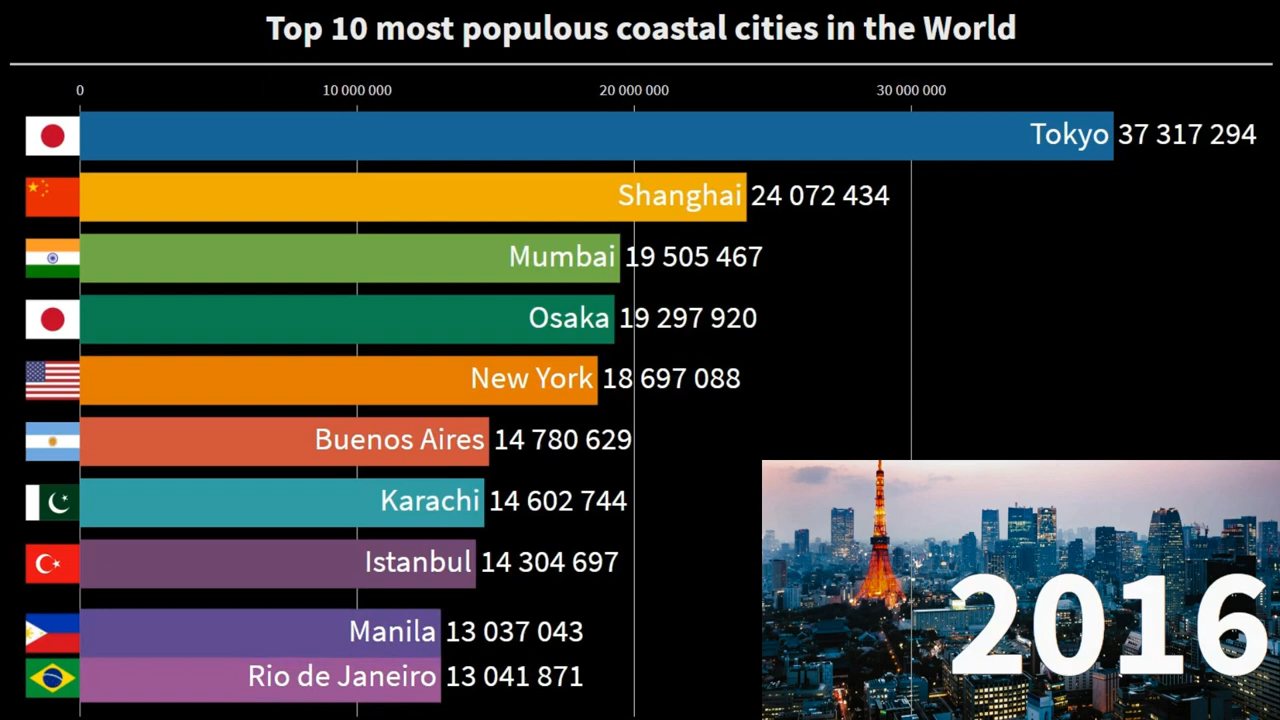 Top 10 most populous coastal cities in the World
0 10 000 000 20 000 000 30 000 000
Tokyo 37 317 294
Shanghai 24 072 434
Mumbai 19 505 467
Osaka 19 297 920
New York 18 697 088
Buenos Aires 14 780 629
Karachi 14 602 744
Istanbul 14 304 697
Manila 13 037 043
Rio de Janeiro 13 041 871
2016